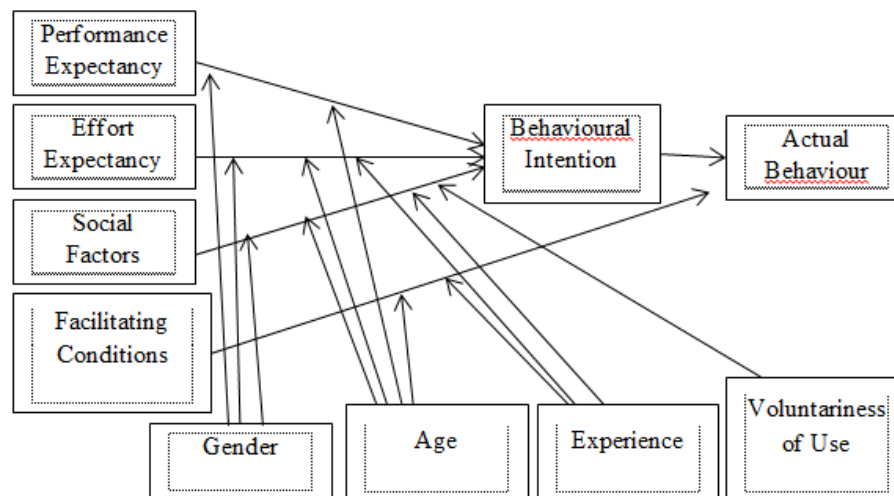 Performance
Expectancy
Effort
Expectancy
Behavioural
Intention
Actual
Behaviour
Social
Factors
Facilitating
Conditions
Gender
Age
Experience
Voluntariness
of Use